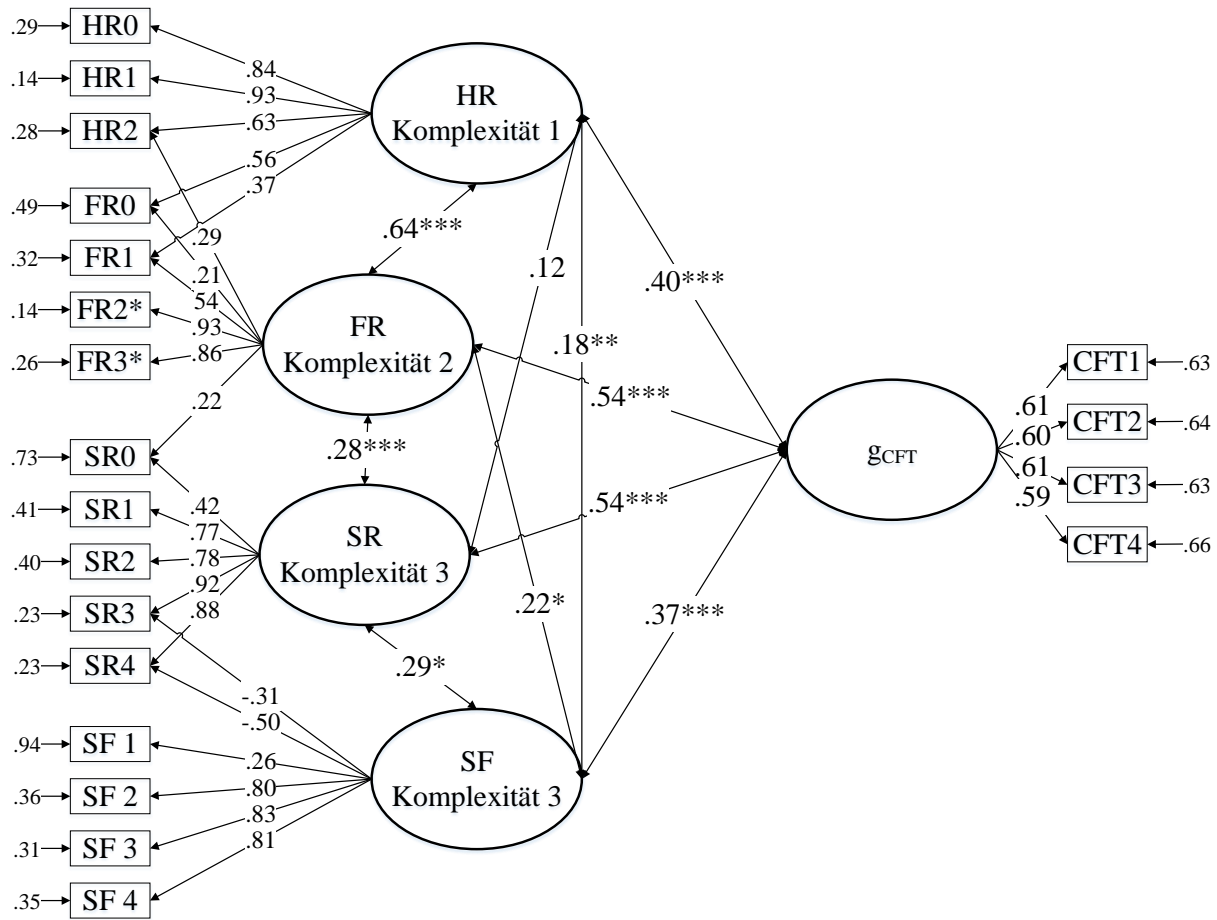 .29
HR0
.14
HR1
.28
HR2
.49
FR0
.32
FR1
.14
FR2*
.26
FR3*
.73
SR0
.41
SR1
.40
SR2
.23
SR3
.23
SR4
.94
SF 1
.36
SF 2
.31
SF 3
.35
SF 4
.84
.93
.63
.56
.37
.29
.21
54
.93
.86
.22
.42
.77
.78
.92
.88
-.31
-.50
.26
.80
.83
.81
HR
Komplexität 1
.64***
FR
Komplexität 2
.28***
SR
Komplexität 3
.29*
SF
Komplexität 3
.12
.18**
.22*
.40***
.54***
.54***
.37***
gCFT
.61
.60
.61
.59
CFT1
.63
CFT2
.64
CFT3
.63
CFT4
.66